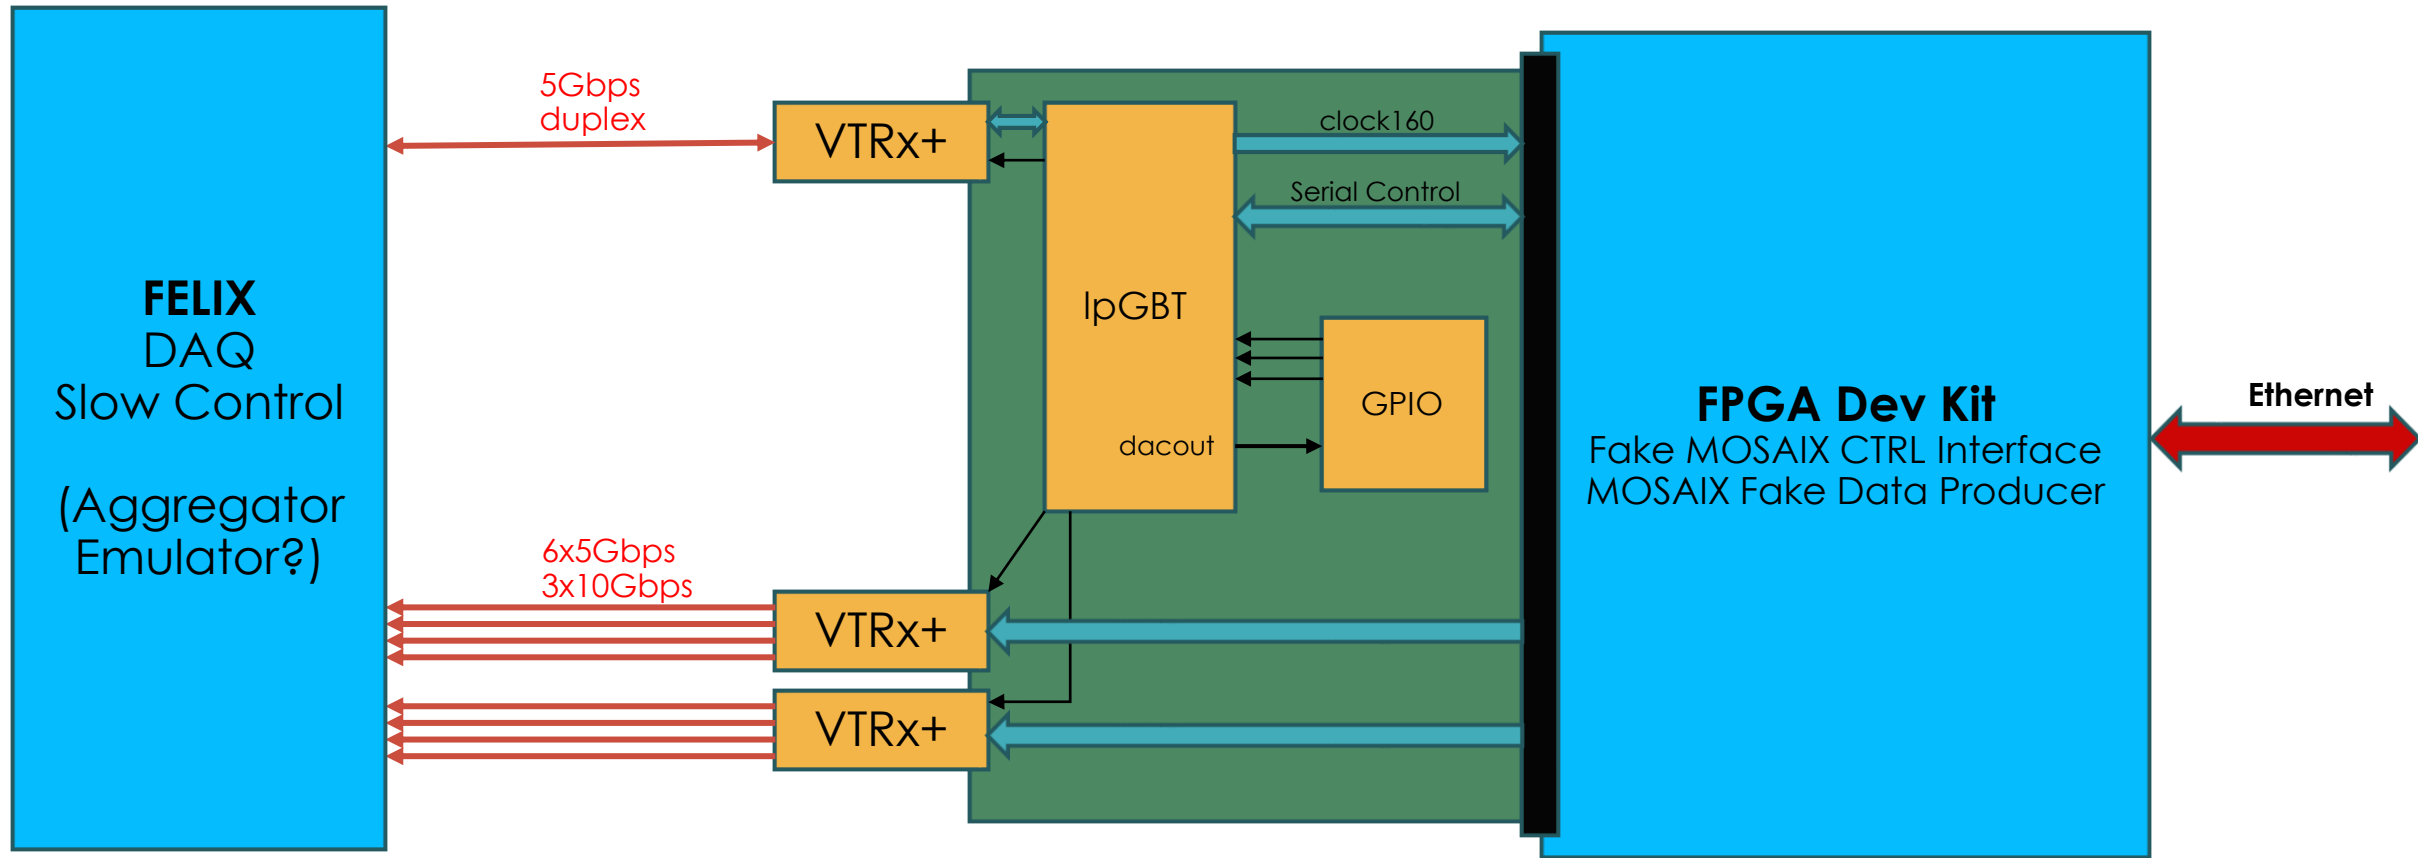 FELIX
DAQ
Slow Control
(Aggregator
Emulator?)
5Gbps
duplex
6x5Gbps
3x10Gbps
VTRx+
VTRx+
VTRx+
lpGBT
dacout
clock160
Serial Control
GPIO
FPGA Dev Kit
Fake MOSAIX CTRL Interface
MOSAIX Fake Data Producer
Ethernet